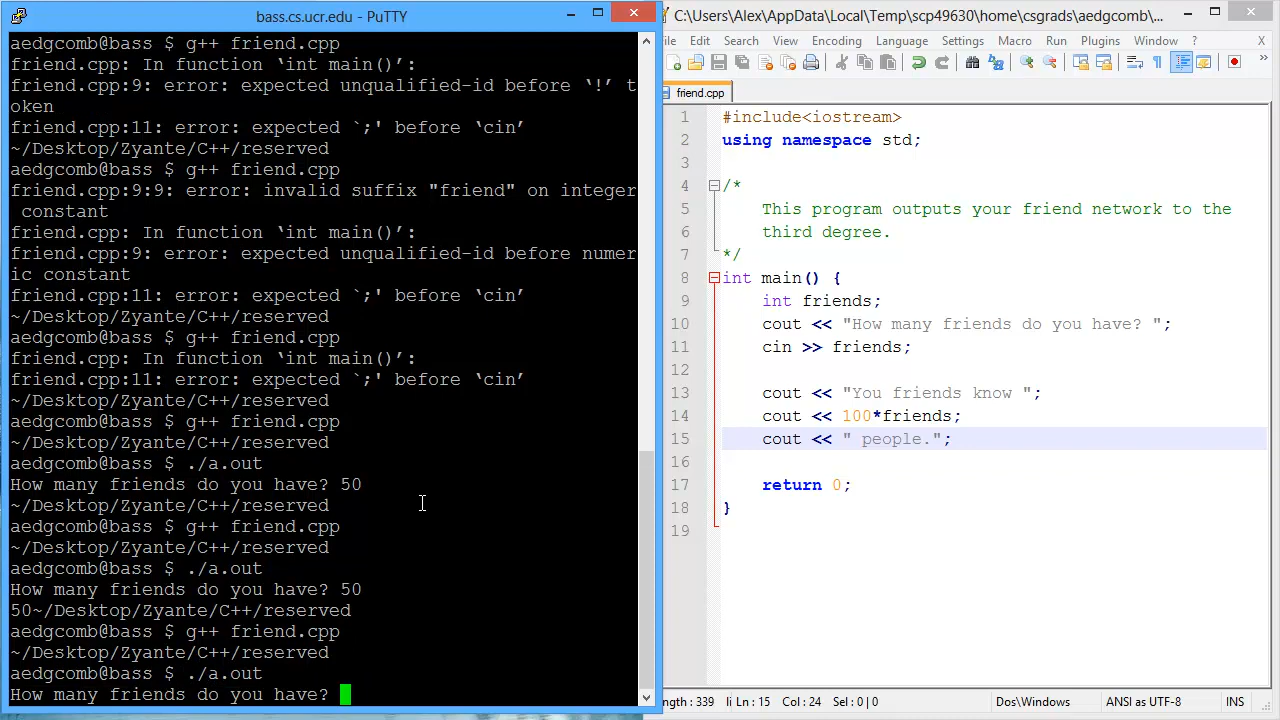 bass.cs.ucr.edu - PuTTY
aedgcomb@bass $ g++ friend.cpp
friend.cpp: In function ‘int main()’:
friend.cpp:9: error: expected unqualified-id before ‘!’ t
oken
friend.cpp:11: error: expected `;' before ‘cin’
~/Desktop/Zyante/C++/reserved
aedgcomb@bass $ g++ friend.cpp
friend.cpp:9:9: error: invalid suffix "friend" on integer
constant
friend.cpp: In function ‘int main()’:
friend.cpp:9: error: expected unqualified-id before numer
ic constant
friend.cpp:11: error: expected `;' before ‘cin’
~/Desktop/Zyante/C++/reserved
aedgcomb@bass $ g++ friend.cpp
friend.cpp: In function ‘int main()’:
friend.cpp:11: error: expected `;' before ‘cin’
~/Desktop/Zyante/C++/reserved
aedgcomb@bass $ g++ friend.cpp
~/Desktop/Zyante/C++/reserved
aedgcomb@bass $ ./a.out
How many friends do you have? 50
~/Desktop/Zyante/C++/reserved
aedgcomb@bass $ g++ friend.cpp
~/Desktop/Zyante/C++/reserved
aedgcomb@bass $ ./a.out
How many friends do you have? 50
50~/Desktop/Zyante/C++/reserved
aedgcomb@bass $ g++ friend.cpp
~/Desktop/Zyante/C++/reserved
aedgcomb@bass $ ./a.out
How many friends do you have?
C:\Users\Alex\AppData\Local\Temp\scp49630\home\csgrads\aedgcomb\...
ile Edit Search View Encoding Language Settings Macro Run Plugins Window ? X
friend.cpp
1 #include<iostream>
2 using namespace std;
3
4 /*
5 This program outputs your friend network to the
6 third degree.
7 */
8 int main() {
9 int friends;
10 cout << "How many friends do you have? ";
11 cin >> friends;
12
13 cout << "You friends know ";
14 cout << 100*friends;
15 cout << " people.";
16
17 return 0;
18 }
19
ngth : 339 li Ln : 15 Col : 24 Sel : 0 | 0 Dos\Windows ANSI as UTF-8 INS